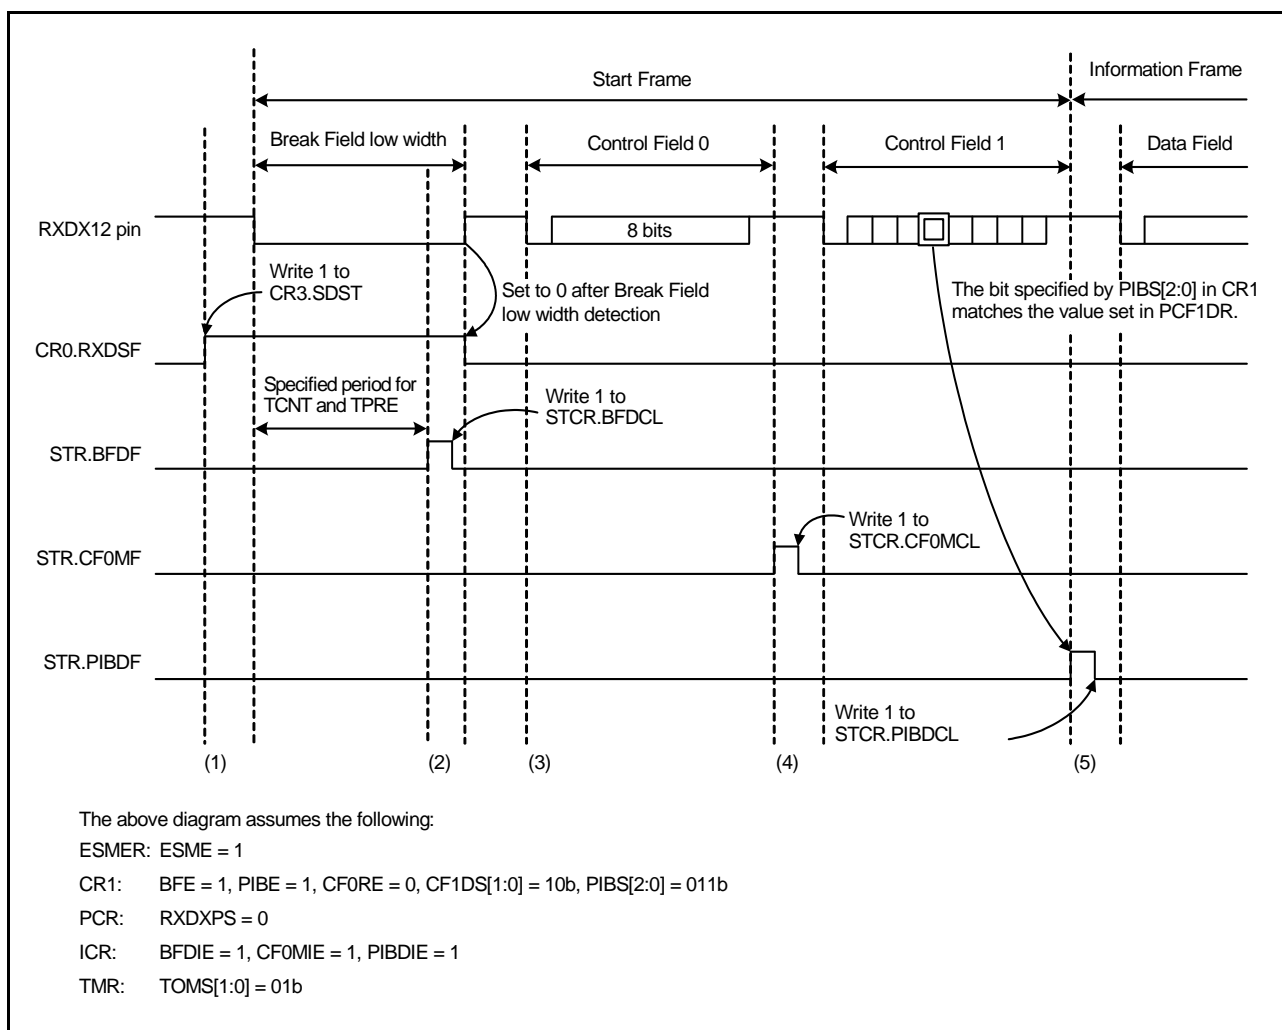 Start Frame
Information Frame
Break Field low width
Control Field 0
Control Field 1
Data Field
RXDX12 pin
8 bits
Write 1 to
CR3.SDST
Set to 0 after Break Field
low width detection
The bit specified by PIBS[2:0] in CR1
matches the value set in PCF1DR.
CR0.RXDSF
Specified period for
TCNT and TPRE
Write 1 to
STCR.BFDCL
STR.BFDF
Write 1 to
STCR.CF0MCL
STR.CF0MF
STR.PIBDF
Write 1 to
STCR.PIBDCL
(1)
(2)
(3)
(4)
(5)
The above diagram assumes the following:
ESMER: ESME = 1
CR1: BFE = 1, PIBE = 1, CF0RE = 0, CF1DS[1:0] = 10b, PIBS[2:0] = 011b
PCR: RXDXPS = 0
ICR: BFDIE = 1, CF0MIE = 1, PIBDIE = 1
TMR: TOMS[1:0] = 01b